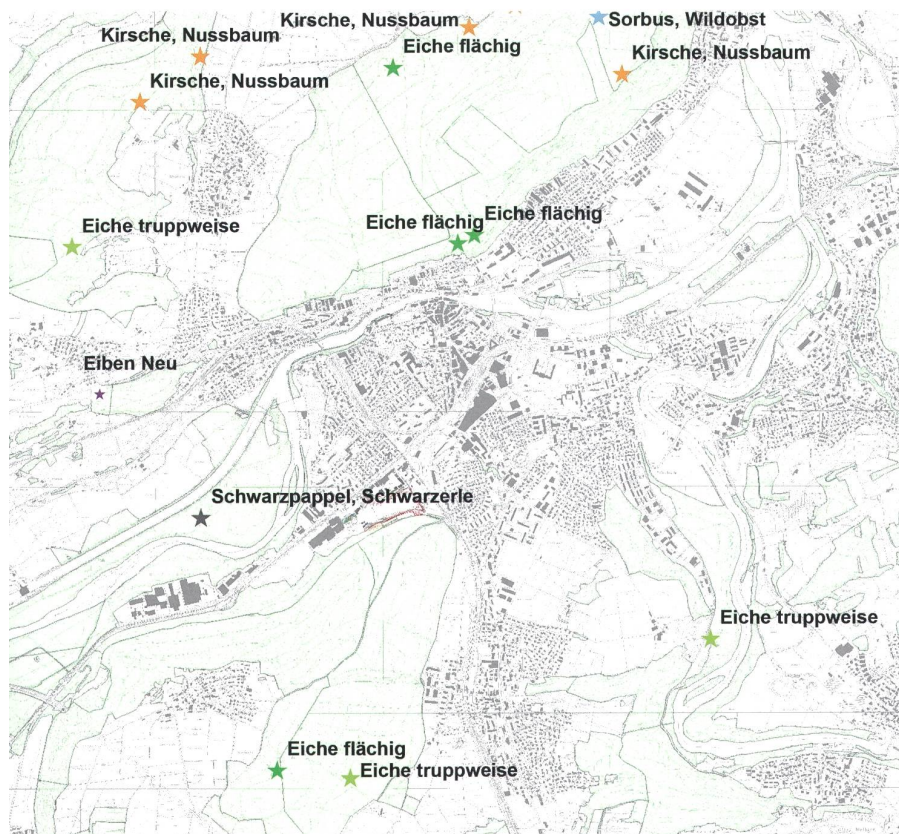 Kirsche, Nussbaum
Sorbus, Wildobst
Kirsche, Nussbaum
Eiche flächig
Kirsche, Nussbaum
Kirsche, Nussbaum
Eiche truppweise
Eiche flächig
Eiche flächig
Eiben Neu
Schwarzpappel, Schwarzerle
Eiche truppweise
Eiche flächig
Eiche truppweise